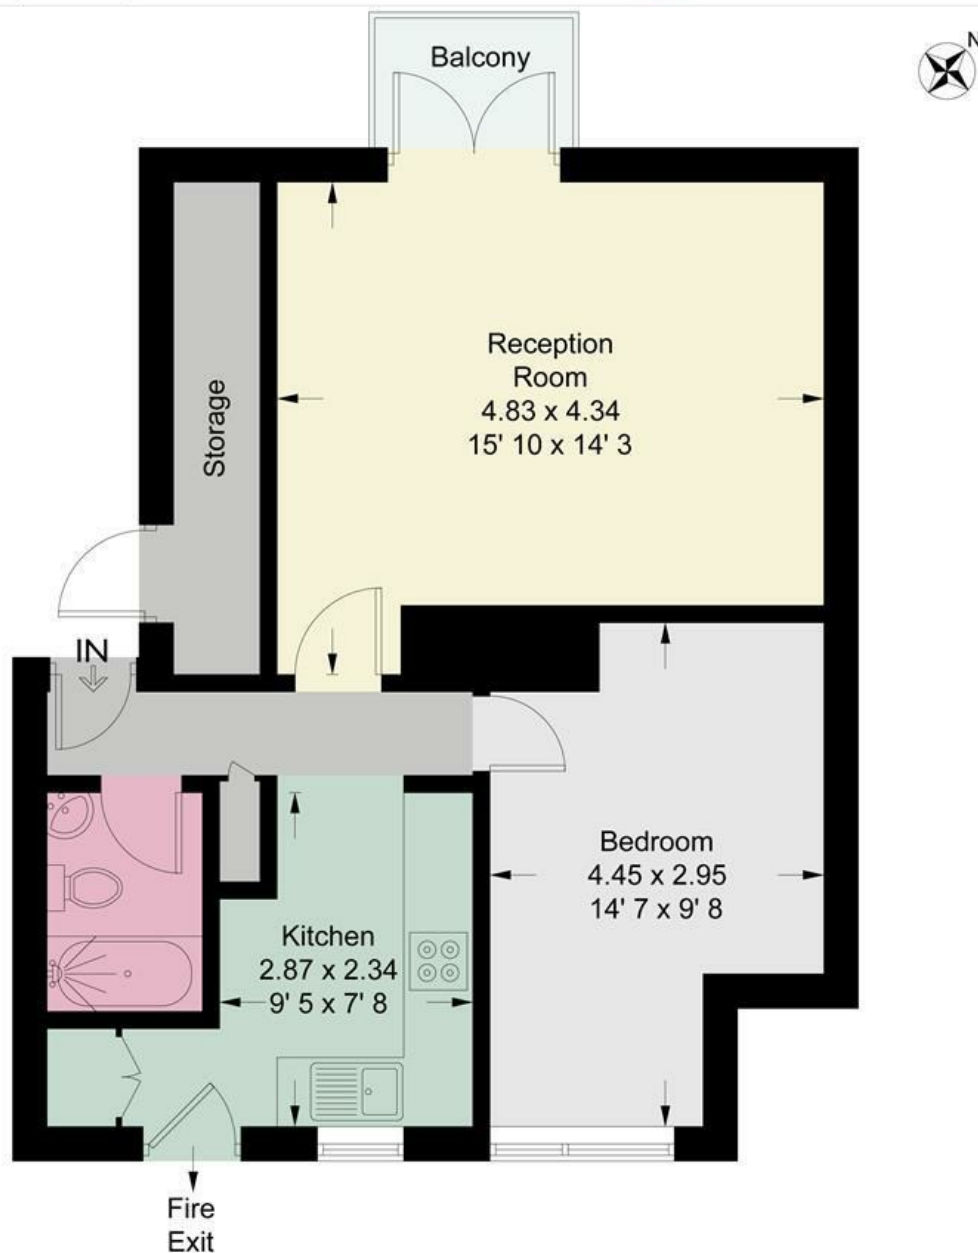 Balcony
N
Reception
Room
4.83 x 4.34
15' 10 x 14' 3
Storage
IN
Bedroom
4.45 x 2.95
14' 7 x 9' 8
Kitchen
2.87 x 2.34
9' 5 x 7' 8
Fire
Exit